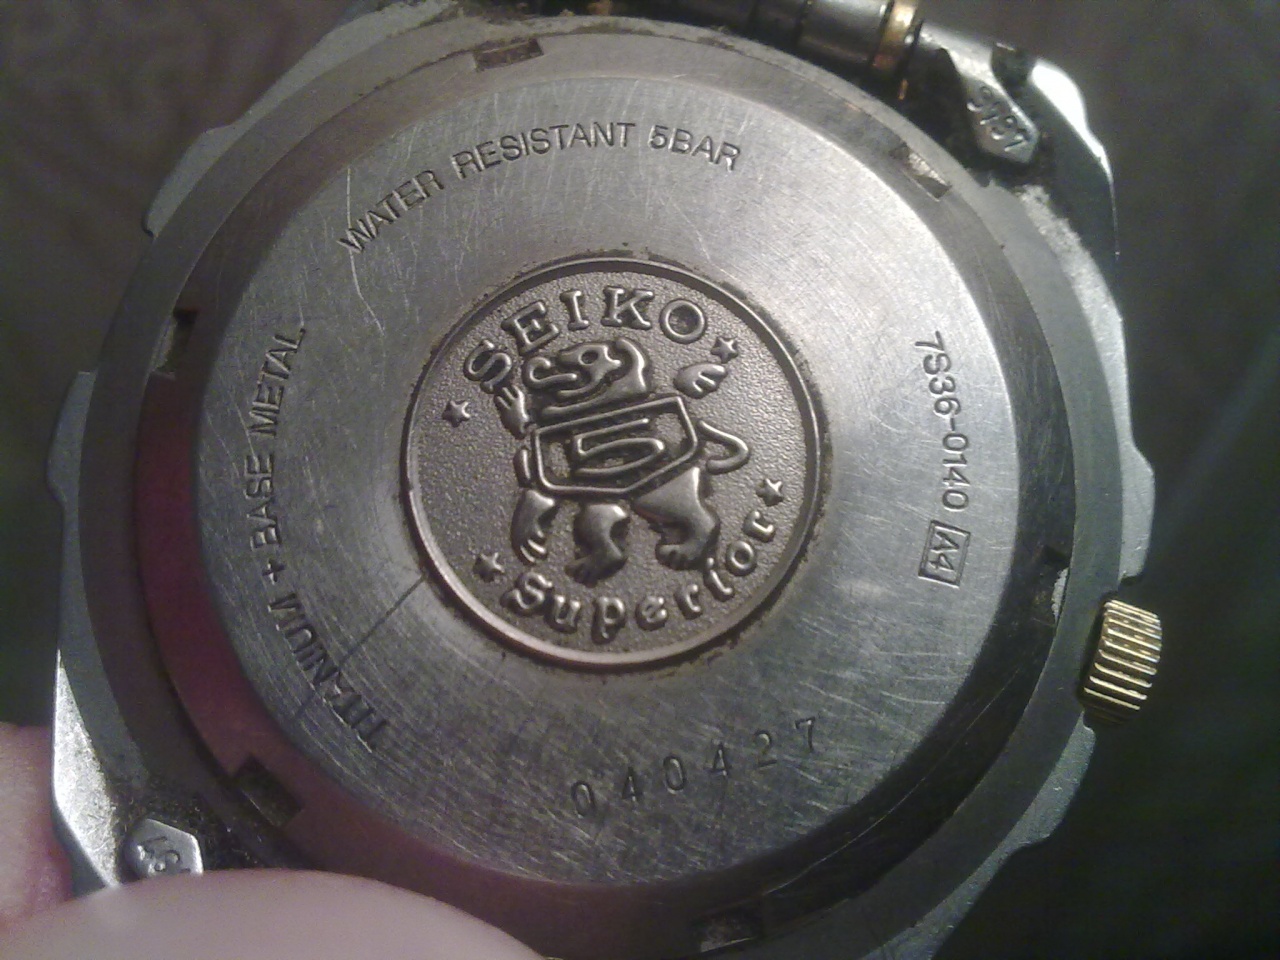 WATER RESISTANT 5BAR
7S36-0140 A4
040427
TITANIUM + BASE METAL
SEIKO
5
Superior